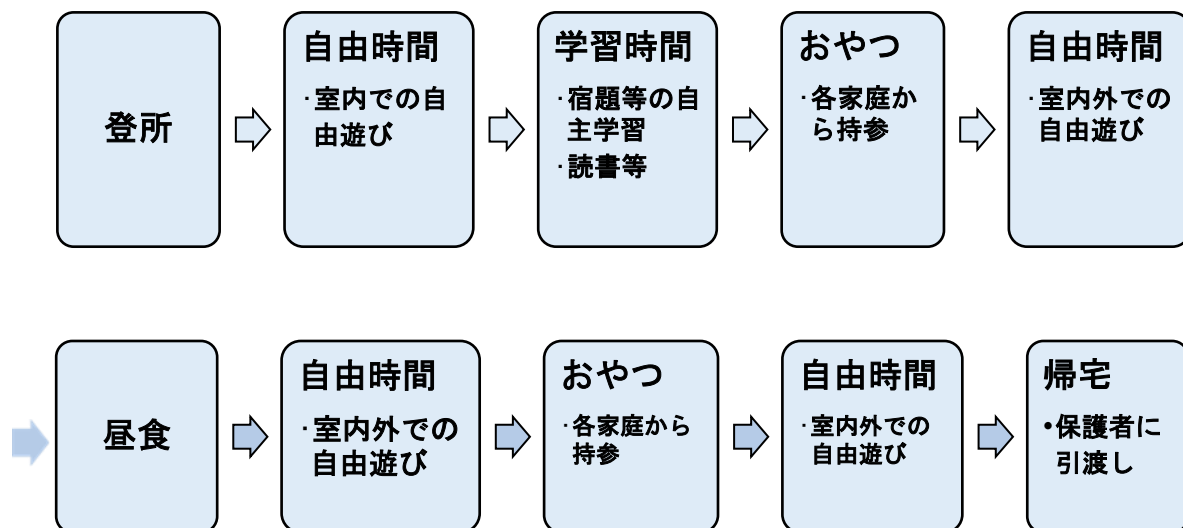 登所
自由時間
·室内での自
由遊び
学習時間
·宿題等の自
主学習
·読書等
おやつ
·各家庭か
ら持参
自由時間
·室内外での
自由遊び
昼食
自由時間
·室内外での
自由遊び
おやつ
·各家庭から
持参
自由時間
·室内外での
自由遊び
帰宅
•保護者に
引渡し